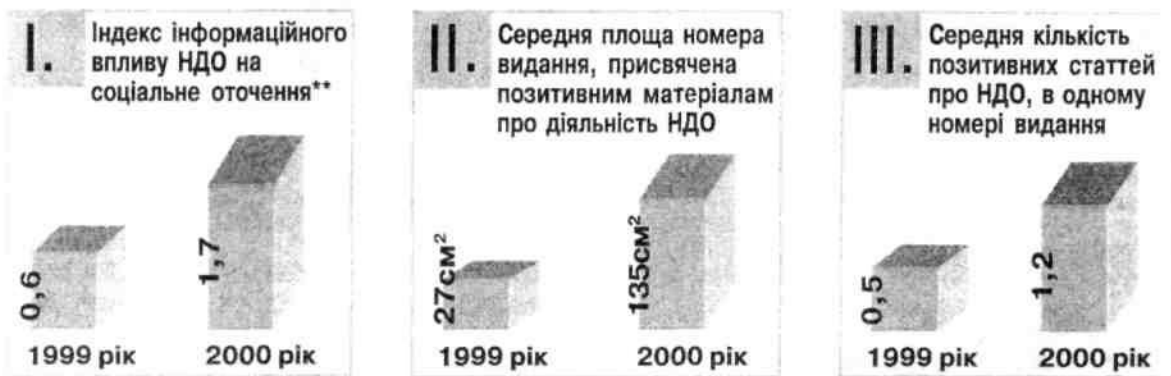 I.
Індекс інформаційного
впливу НДО на
соціальне оточення**
0,6
1,7
1999 рік
2000 рік
II.
Середня площа номера
видання, присвячена
позитивним матеріалам
про діяльність НДО
27см²
135см²
1999 рік
2000 рік
III.
Середня кількість
позитивних статтей
про НДО, в одному
номері видання
0,5
1,2
1999 рік
2000 рік